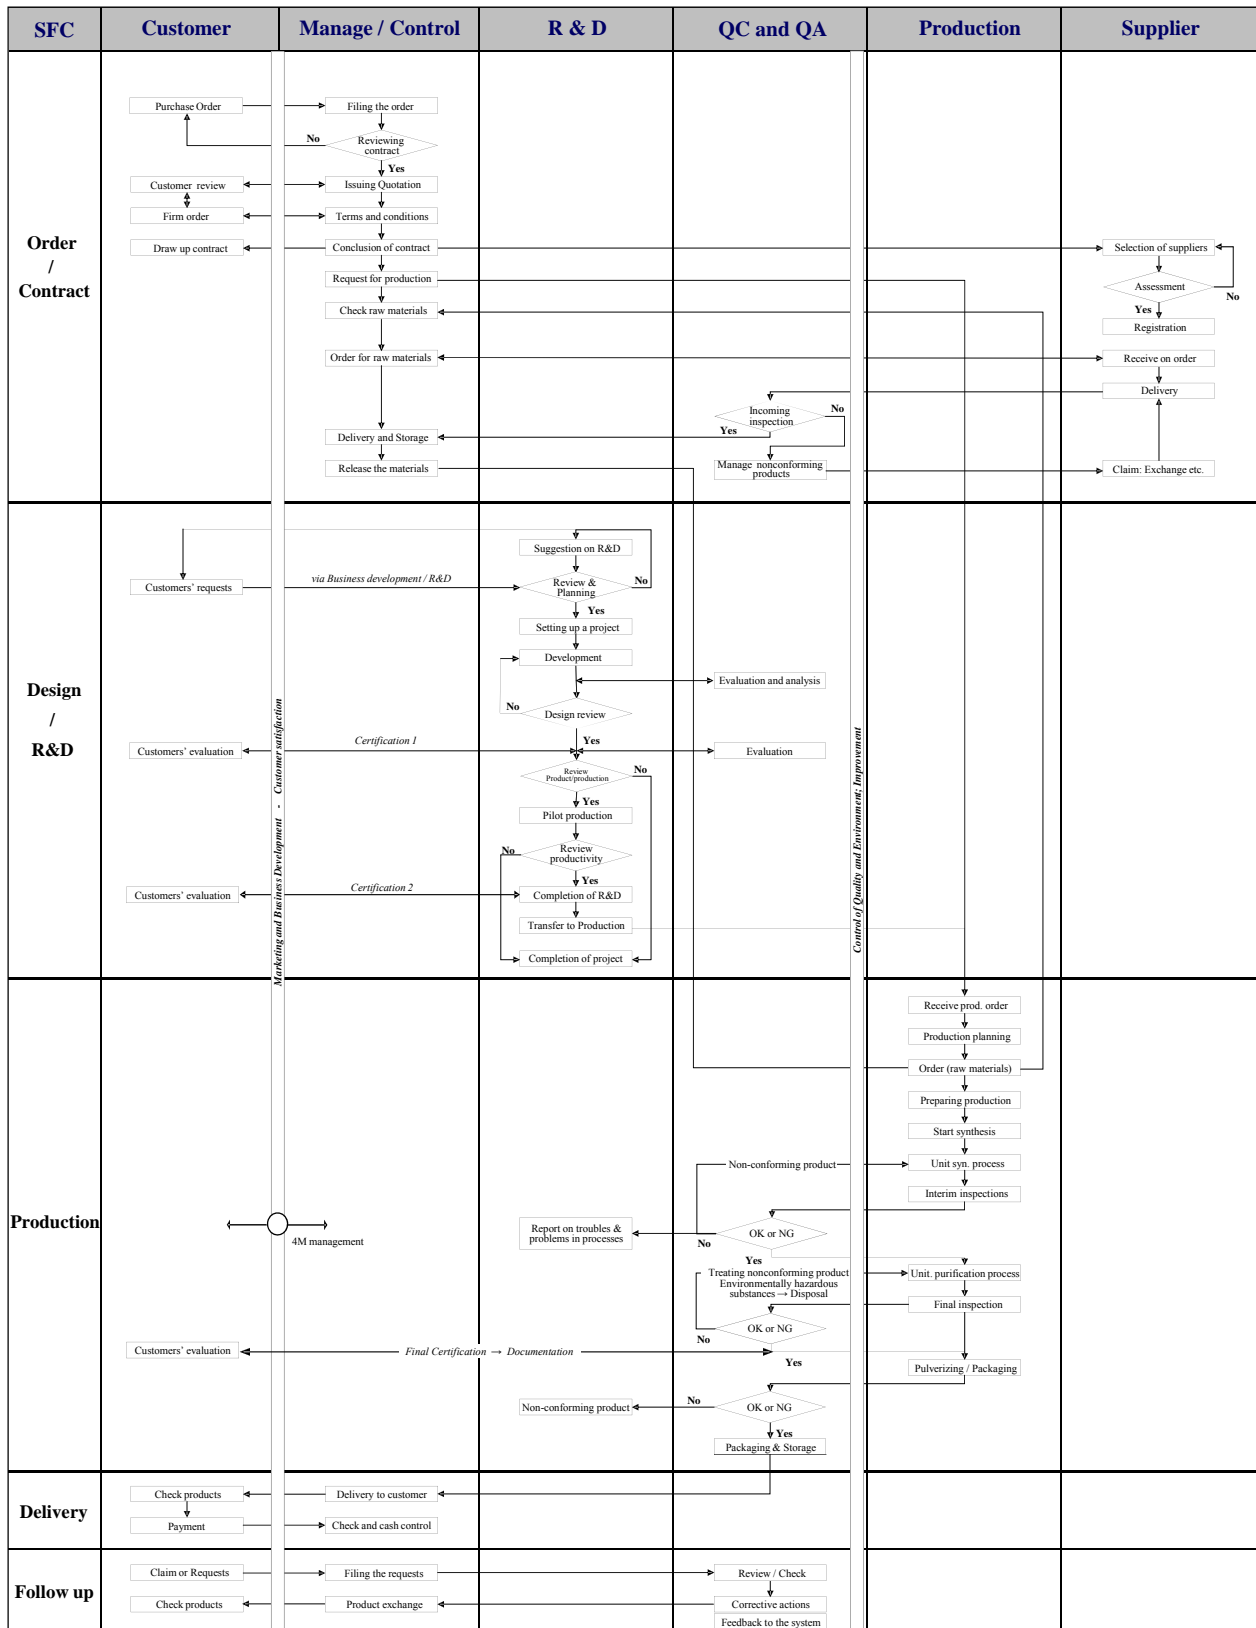 SFC
Customer
Manage / Control
R & D
QC and QA
Production
Supplier
Order
/
Contract
Purchase Order
Filing the order
No
Reviewing
contract
Yes
Customer review
Issuing Quotation
Firm order
Terms and conditions
Draw up contract
Conclusion of contract
Selection of suppliers
Request for production
Assessment
No
Yes
Check raw materials
Registration
Order for raw materials
Receive on order
Delivery
Incoming
inspection
No
Yes
Delivery and Storage
Release the materials
Manage nonconforming
products
Claim: Exchange etc.
Design
/
R&D
Suggestion on R&D
Customers' requests
via Business development / R&D
Review &
Planning
No
Yes
Setting up a project
Development
Evaluation and analysis
No
Design review
Yes
Customers' evaluation
Certification 1
Evaluation
Review
Product/production
No
Yes
Pilot production
No
Review
productivity
Yes
Customers' evaluation
Certification 2
Completion of R&D
Transfer to Production
Completion of project
Marketing and Business Development - Customer satisfaction
Control of Quality and Environment; Improvement
Production
Receive prod. order
Production planning
Order (raw materials)
Preparing production
Start synthesis
Non-conforming product
Unit syn. process
Interim inspections
4M management
Report on troubles &
problems in processes
No
OK or NG
Yes
Treating nonconforming product
Environmentally hazardous
substances → Disposal
Unit. purification process
Final inspection
OK or NG
No
Customers' evaluation
Final Certification → Documentation
Yes
Pulverizing / Packaging
Non-conforming product
No
OK or NG
Yes
Packaging & Storage
Delivery
Check products
Delivery to customer
Payment
Check and cash control
Follow up
Claim or Requests
Filing the requests
Review / Check
Check products
Product exchange
Corrective actions
Feedback to the system